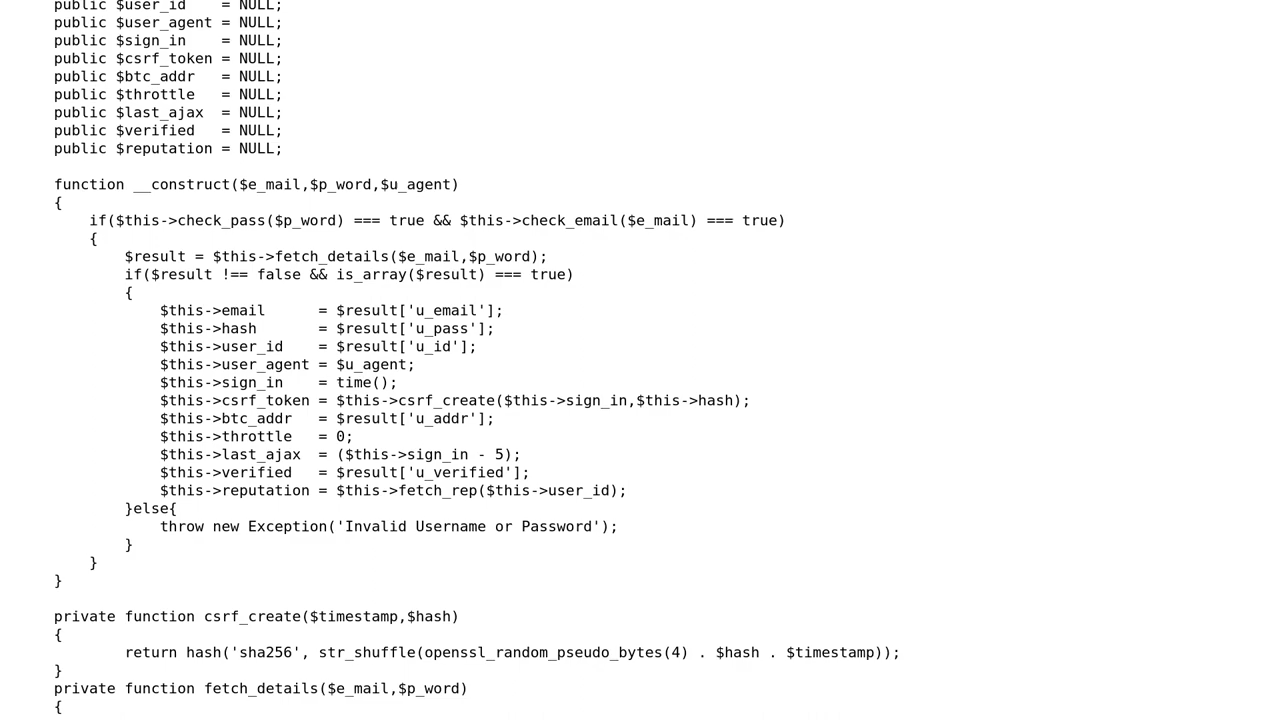 public $user_id    = NULL;
public $user_agent = NULL;
public $sign_in    = NULL;
public $csrf_token = NULL;
public $btc_addr   = NULL;
public $throttle   = NULL;
public $last_ajax  = NULL;
public $verified   = NULL;
public $reputation = NULL;

function __construct($e_mail,$p_word,$u_agent)
{
    if($this->check_pass($p_word) === true && $this->check_email($e_mail) === true)
    {
        $result = $this->fetch_details($e_mail,$p_word);
        if($result !== false && is_array($result) === true)
        {
            $this->email      = $result['u_email'];
            $this->hash       = $result['u_pass'];
            $this->user_id    = $result['u_id'];
            $this->user_agent = $u_agent;
            $this->sign_in    = time();
            $this->csrf_token = $this->csrf_create($this->sign_in,$this->hash);
            $this->btc_addr   = $result['u_addr'];
            $this->throttle   = 0;
            $this->last_ajax  = ($this->sign_in - 5);
            $this->verified   = $result['u_verified'];
            $this->reputation = $this->fetch_rep($this->user_id);
        }else{
            throw new Exception('Invalid Username or Password');
        }
    }
}

private function csrf_create($timestamp,$hash)
{
        return hash('sha256', str_shuffle(openssl_random_pseudo_bytes(4) . $hash . $timestamp));
}
private function fetch_details($e_mail,$p_word)
{